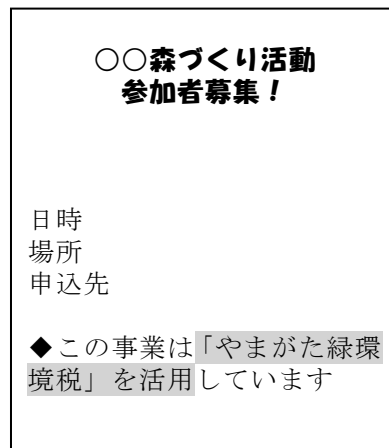 ○○森づくり活動
参加者募集！
日時
場所
申込先
◆この事業は「やまがた緑環
境税」を活用しています